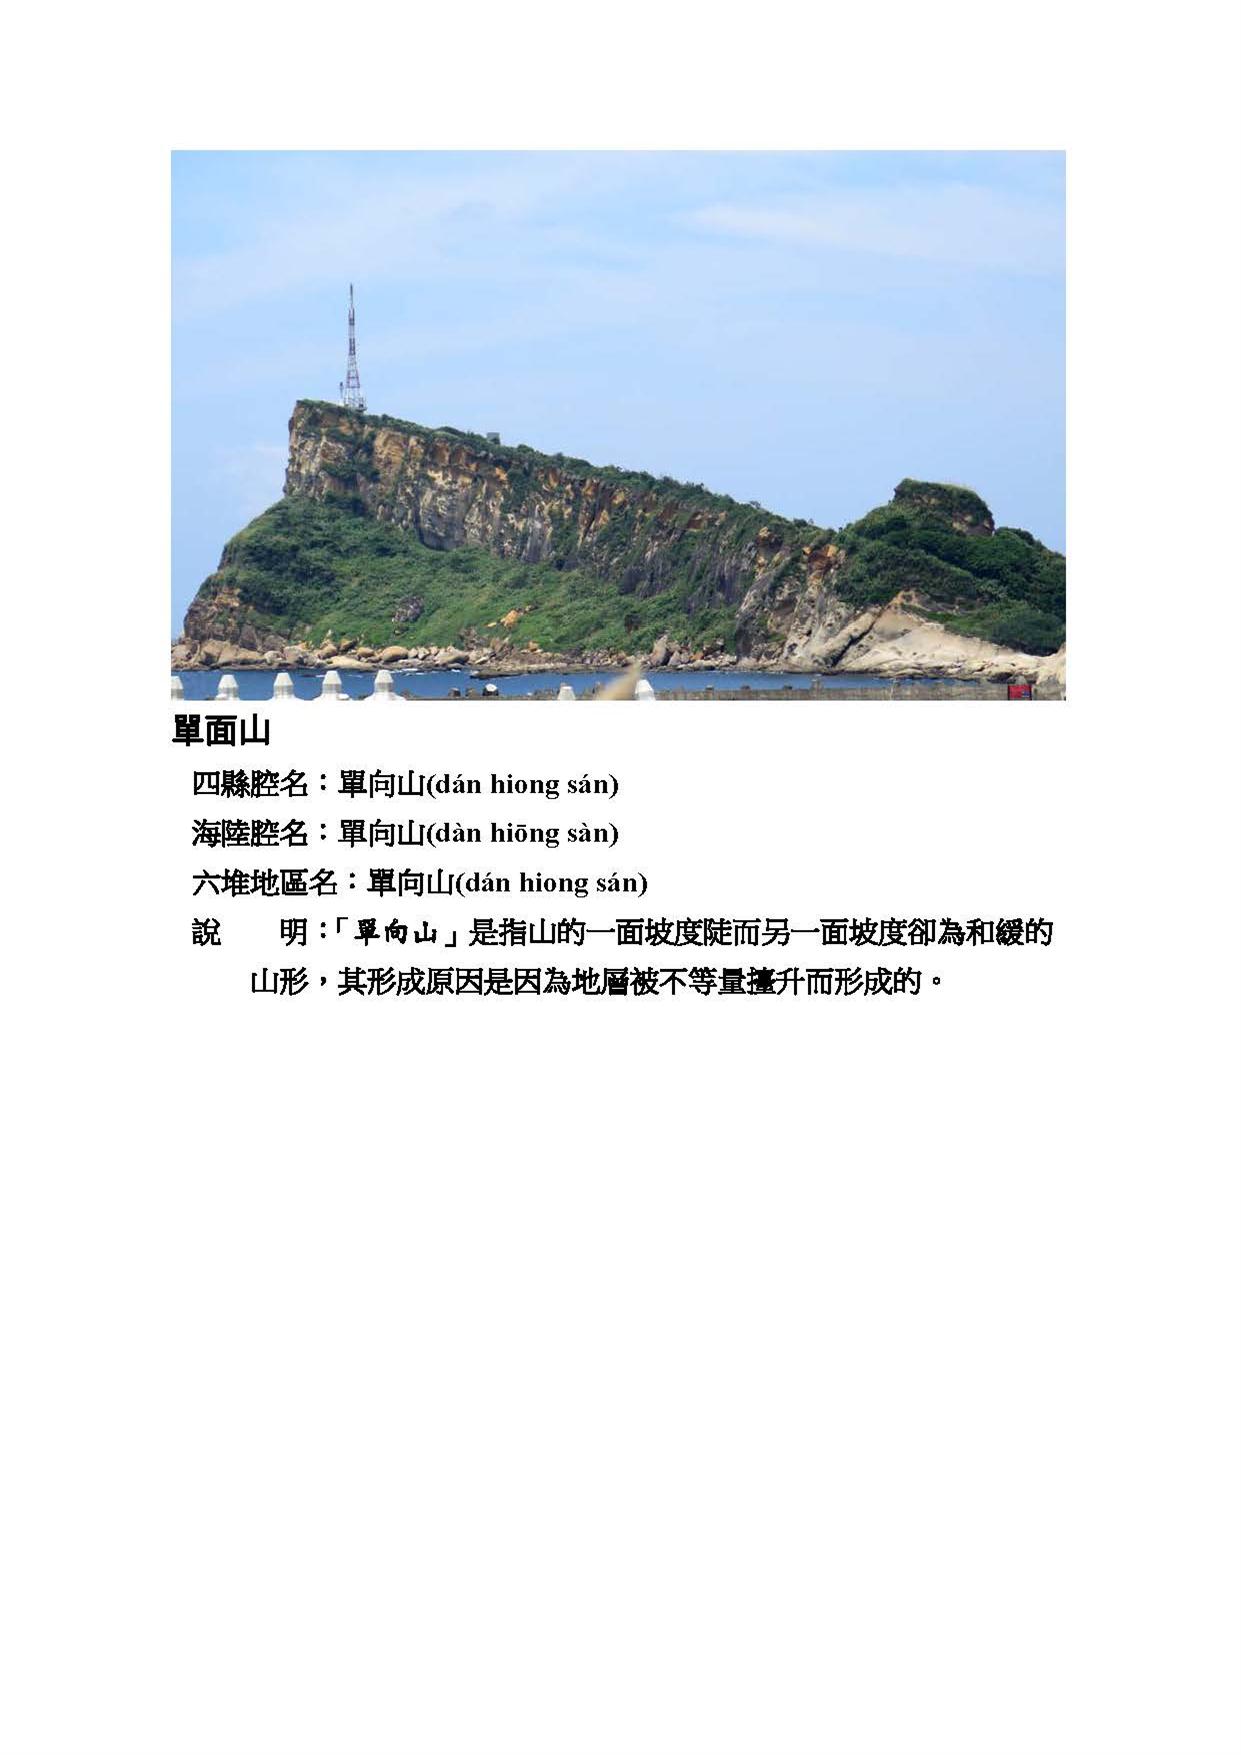 單面山
四縣腔名：單向山(dán hiong sán)
海陸腔名：單向山(dàn hiōng sàn)
六堆地區名：單向山(dán hiong sán)
說　　明：「單向山」是指山的一面坡度陡而另一面坡度卻為和緩的
山形，其形成原因是因為地層被不等量擡升而形成的。